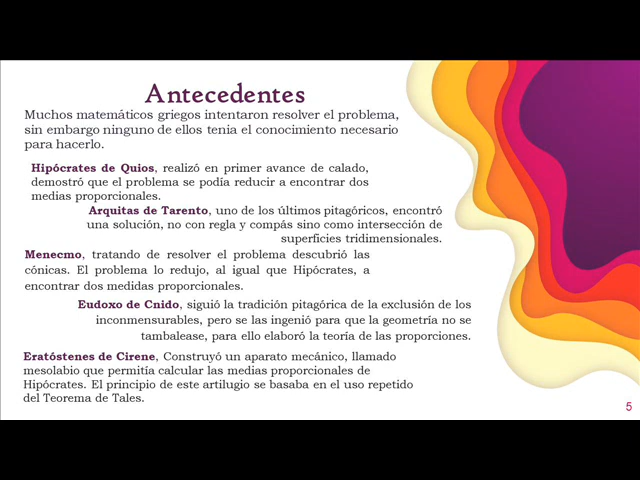 Antecedentes
Muchos matemáticos griegos intentaron resolver el problema,
sin embargo ninguno de ellos tenia el conocimiento necesario
para hacerlo.
Hipócrates de Quios, realizó en primer avance de calado,
demostró que el problema se podía reducir a encontrar dos
medias proporcionales.
Arquitas de Tarento, uno de los últimos pitagóricos, encontró
una solución, no con regla y compás sino como intersección de
superficies tridimensionales.
Menecmo, tratando de resolver el problema descubrió las
cónicas. El problema lo redujo, al igual que Hipócrates, a
encontrar dos medidas proporcionales.
Eudoxo de Cnido, siguió la tradición pitagórica de la exclusión de los
inconmensurables, pero se las ingenió para que la geometría no se
tambalease, para ello elaboró la teoría de las proporciones.
Eratóstenes de Cirene, Construyó un aparato mecánico, llamado
mesolabio que permitía calcular las medias proporcionales de
Hipócrates. El principio de este artilugio se basaba en el uso repetido
del Teorema de Tales.
5